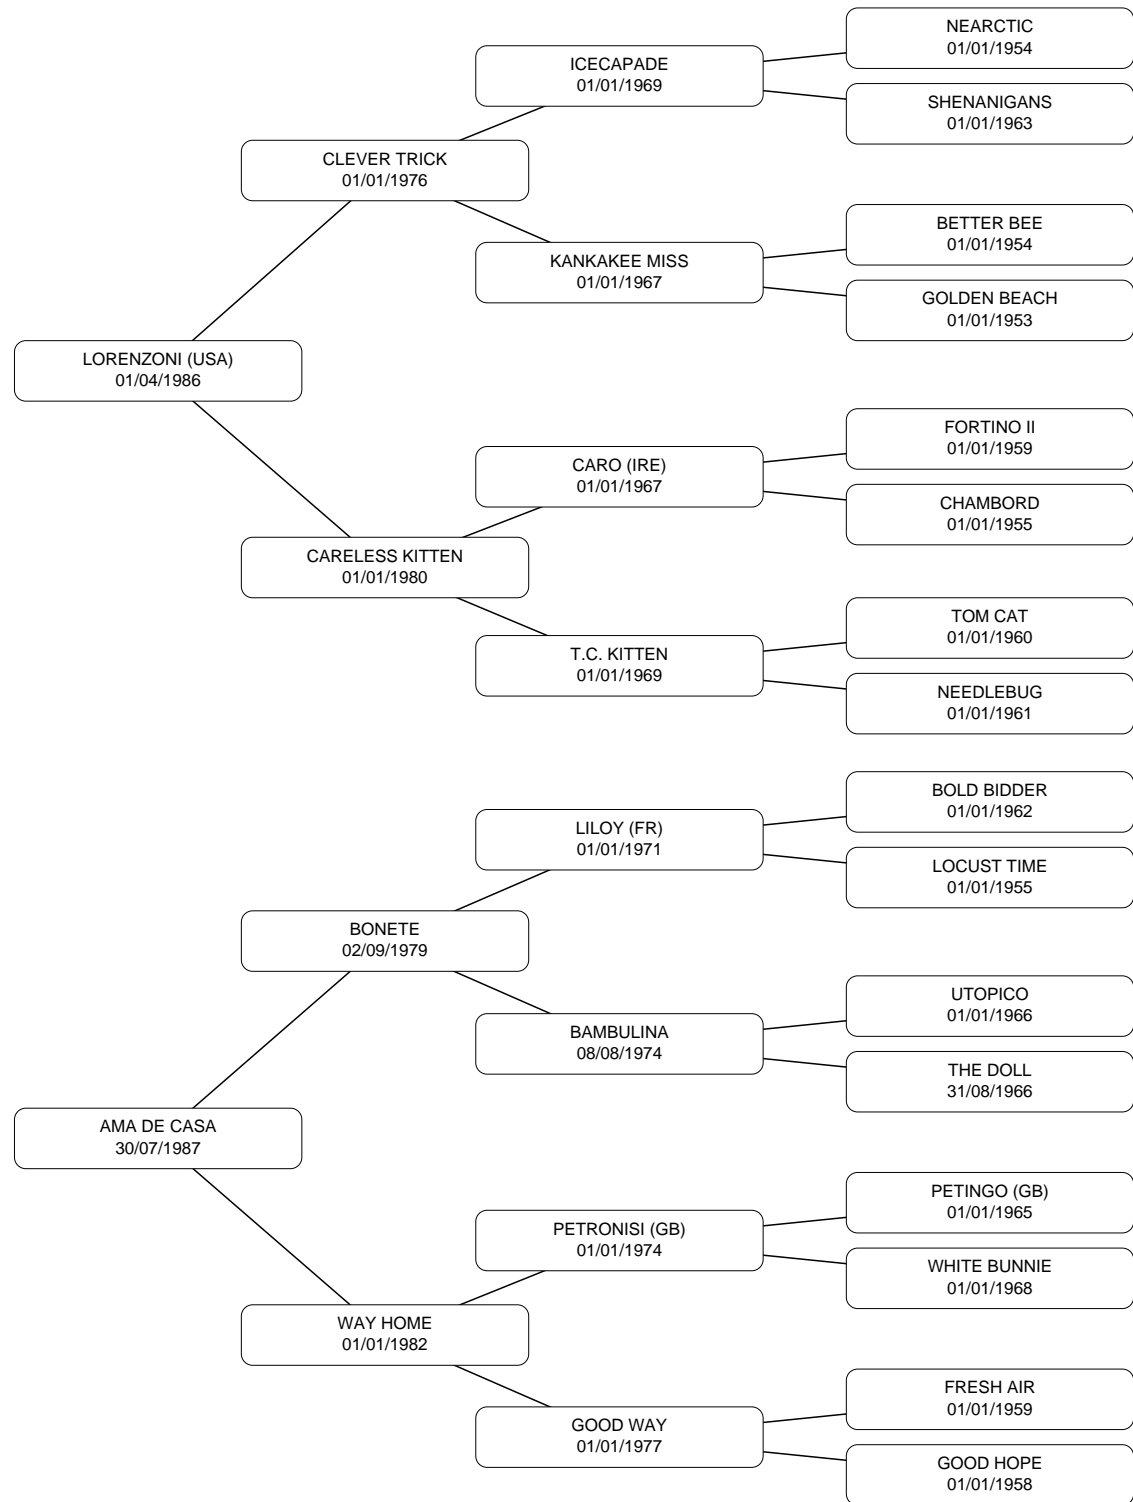 NEARCTIC
01/01/1954
ICECAPADE
01/01/1969
SHENANIGANS
01/01/1963
CLEVER TRICK
01/01/1976
BETTER BEE
01/01/1954
KANKAKEE MISS
01/01/1967
GOLDEN BEACH
01/01/1953
LORENZONI (USA)
01/04/1986
FORTINO II
01/01/1959
CARO (IRE)
01/01/1967
CHAMBORD
01/01/1955
CARELESS KITTEN
01/01/1980
TOM CAT
01/01/1960
T.C. KITTEN
01/01/1969
NEEDLEBUG
01/01/1961
BOLD BIDDER
01/01/1962
LILOY (FR)
01/01/1971
LOCUST TIME
01/01/1955
BONETE
02/09/1979
UTOPICO
01/01/1966
BAMBULINA
08/08/1974
THE DOLL
31/08/1966
AMA DE CASA
30/07/1987
PETINGO (GB)
01/01/1965
PETRONISI (GB)
01/01/1974
WHITE BUNNIE
01/01/1968
WAY HOME
01/01/1982
FRESH AIR
01/01/1959
GOOD WAY
01/01/1977
GOOD HOPE
01/01/1958